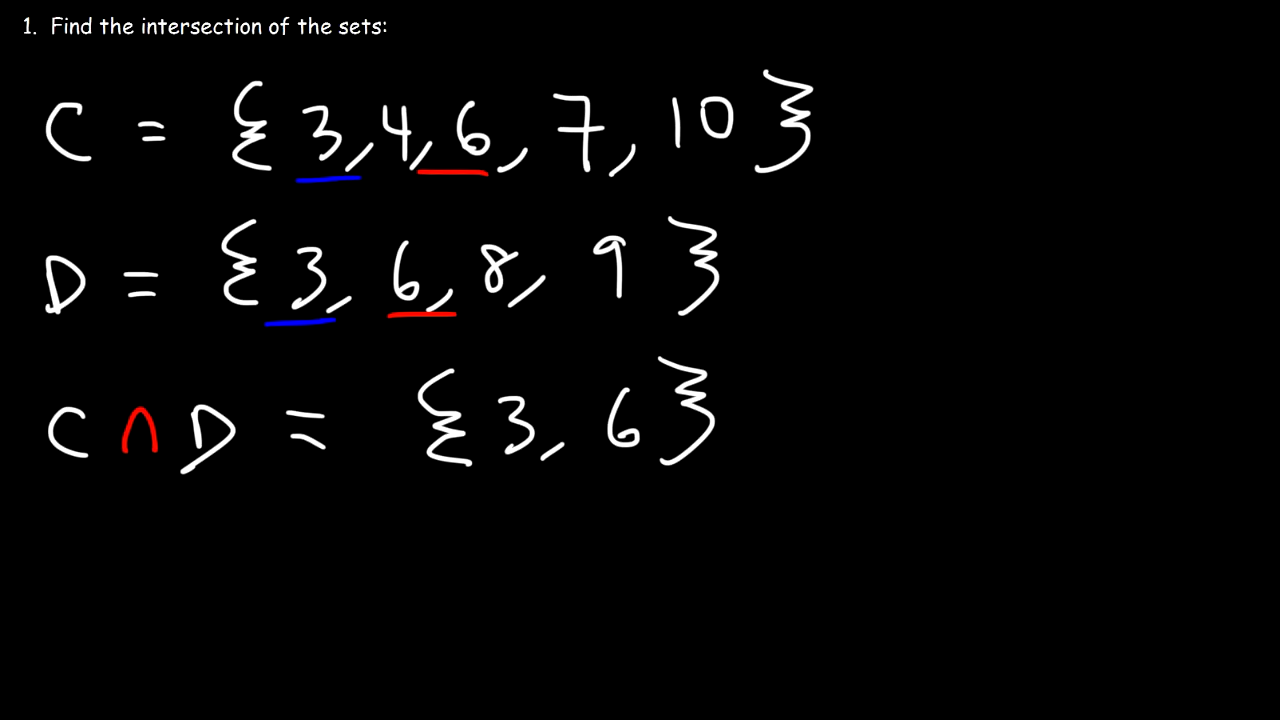 1. Find the intersection of the sets:
C = {3, 4, 6, 7, 10}
D = {3, 6, 8, 9}
C ∩ D = {3, 6}